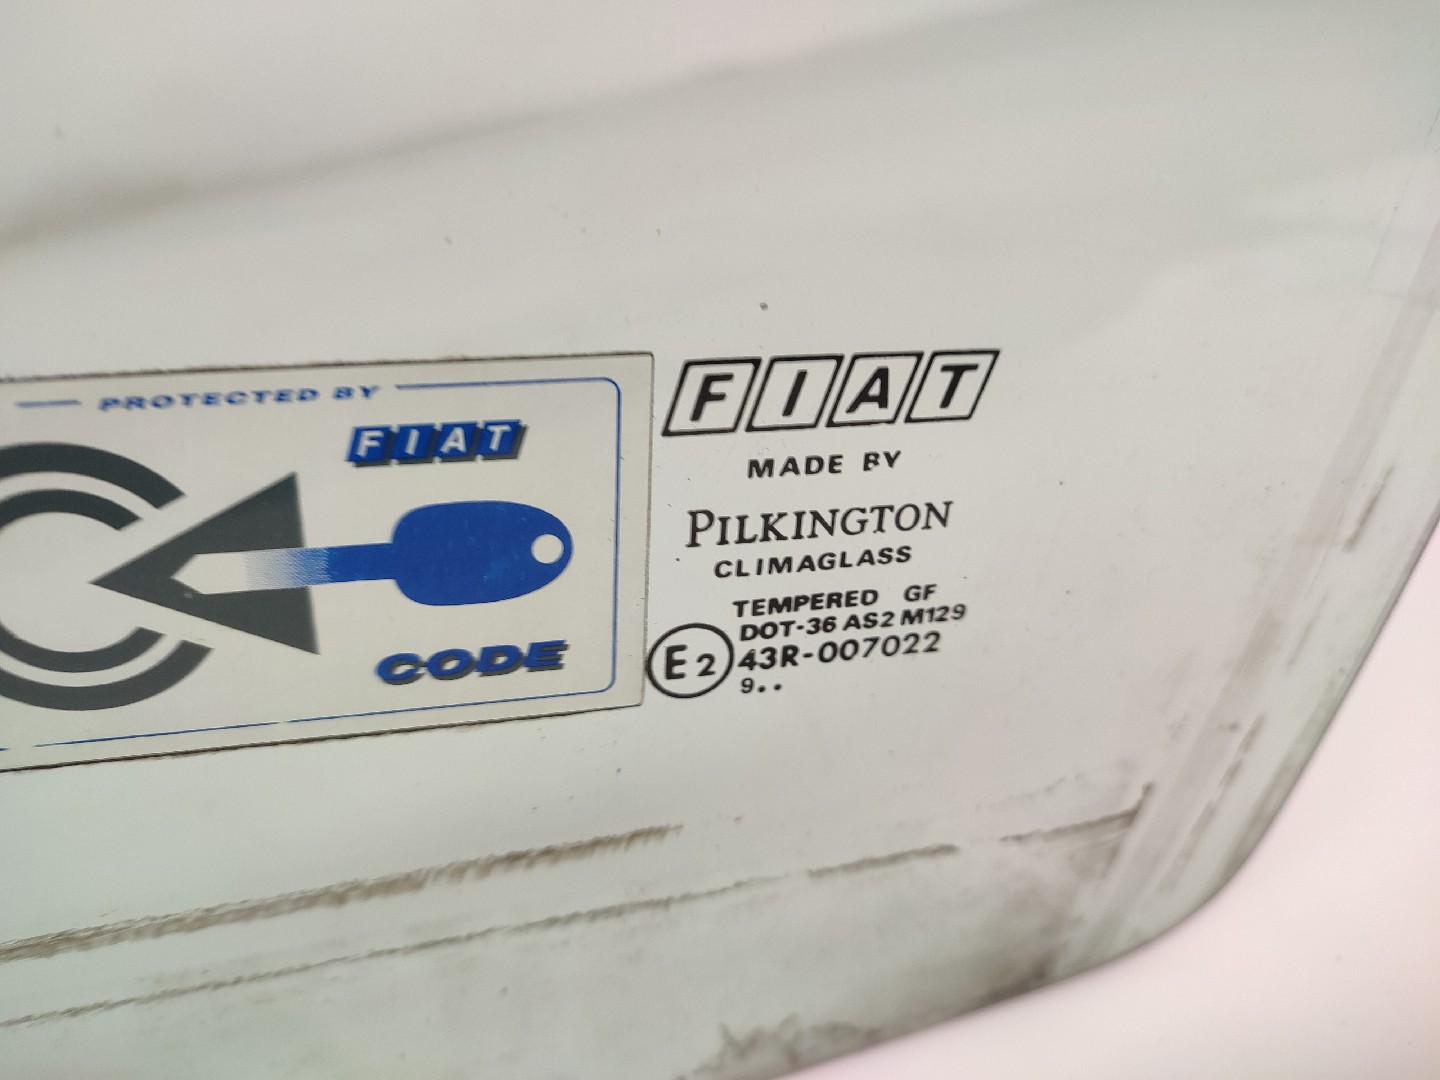 PROTECTED BY
FIAT
CODE
FIAT
MADE BY
PILKINGTON
CLIMAGLASS
TEMPERED GF
DOT-36 AS2 M129
E2 43R-007022
9..